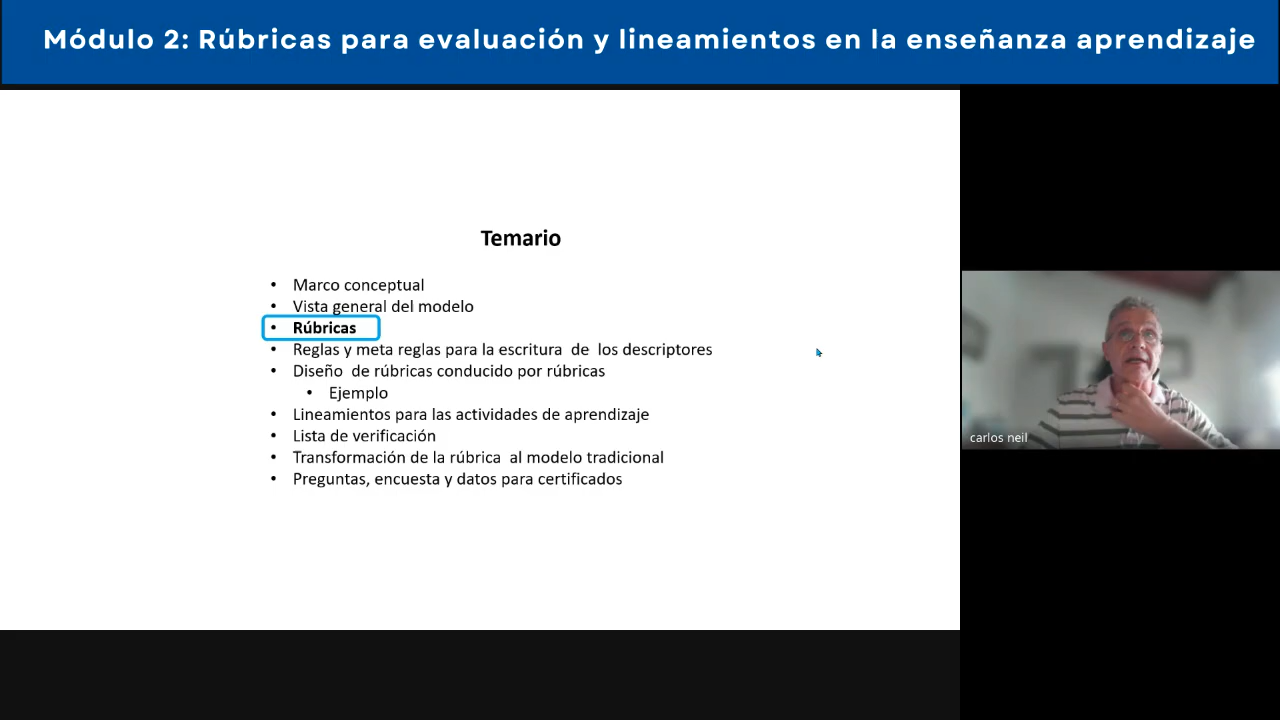 Módulo 2: Rúbricas para evaluación y lineamientos en la enseñanza aprendizaje
Temario
• Marco conceptual
• Vista general del modelo
• Rúbricas
• Reglas y meta reglas para la escritura de los descriptores
• Diseño de rúbricas conducido por rúbricas
• Ejemplo
• Lineamientos para las actividades de aprendizaje
• Lista de verificación
• Transformación de la rúbrica al modelo tradicional
• Preguntas, encuesta y datos para certificados
carlos neil